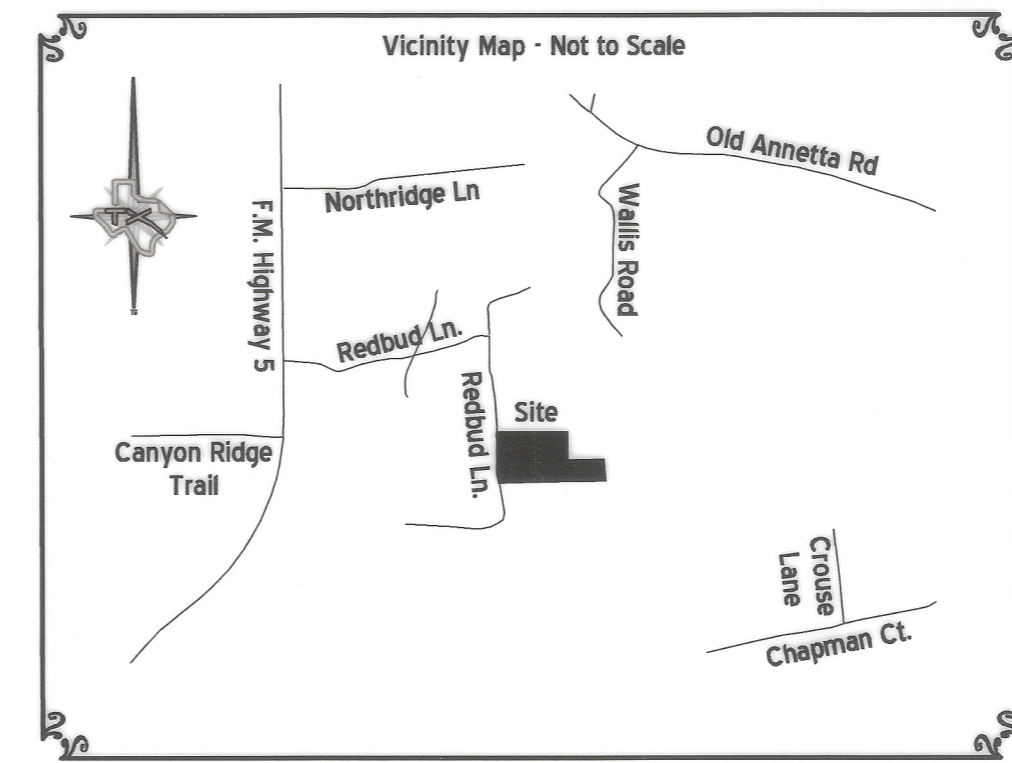 Vicinity Map - Not to Scale
Old Annetta Rd
Northridge Ln
Wallis Road
F.M. Highway 5
TX
Redbud Ln.
Redbud Ln.
Site
Canyon Ridge
Trail
Crouse
Lane
Chapman Ct.